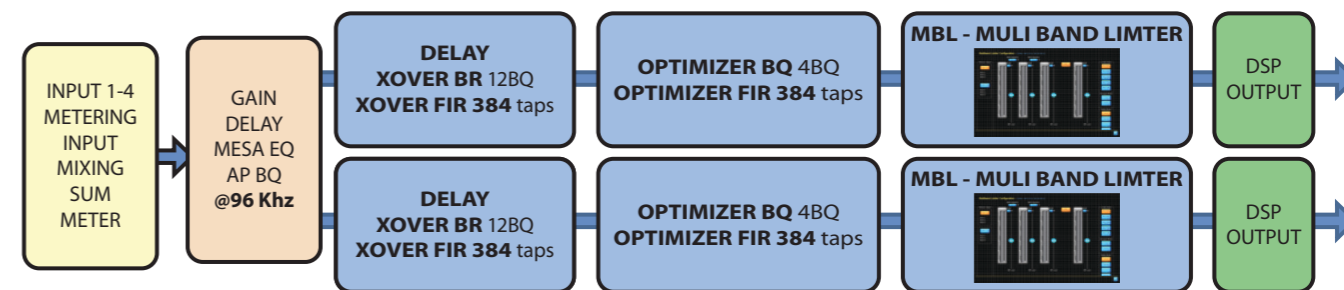 INPUT 1-4
METERING
INPUT
MIXING
SUM
METER
GAIN
DELAY
MESA EQ
AP BQ
@96 Khz
DELAY
XOVER BR 12BQ
XOVER FIR 384 taps
OPTIMIZER BQ 4BQ
OPTIMIZER FIR 384 taps
MBL - MULI BAND LIMTER
DSP
OUTPUT
DELAY
XOVER BR 12BQ
XOVER FIR 384 taps
OPTIMIZER BQ 4BQ
OPTIMIZER FIR 384 taps
MBL - MULI BAND LIMTER
DSP
OUTPUT